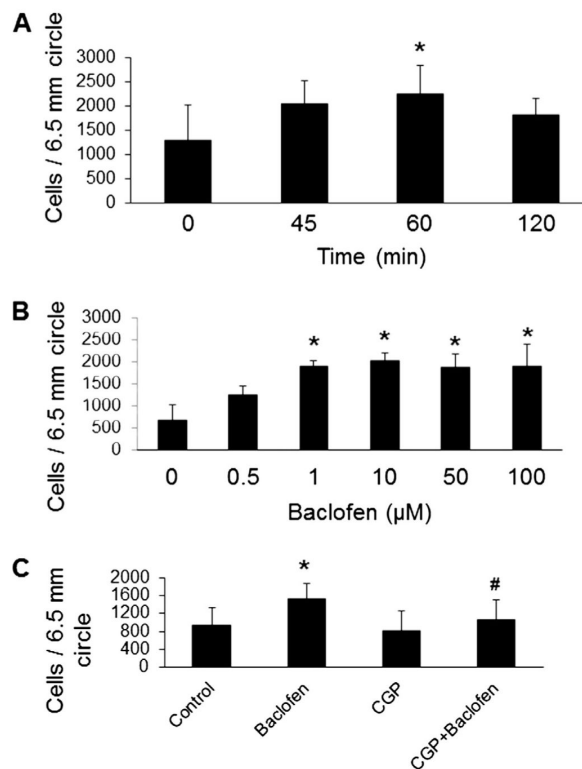 A
Cells / 6.5 mm circle
3000
2500
2000
1500
1000
500
0
*
0 45 60 120
Time (min)
B
Cells / 6.5 mm circle
3000
2500
2000
1500
1000
500
0
* * * *
0 0.5 1 10 50 100
Baclofen (µM)
C
Cells / 6.5 mm
circle
2000
1600
1200
800
400
0
* #
Control
Baclofen
CGP
CGP+Baclofen